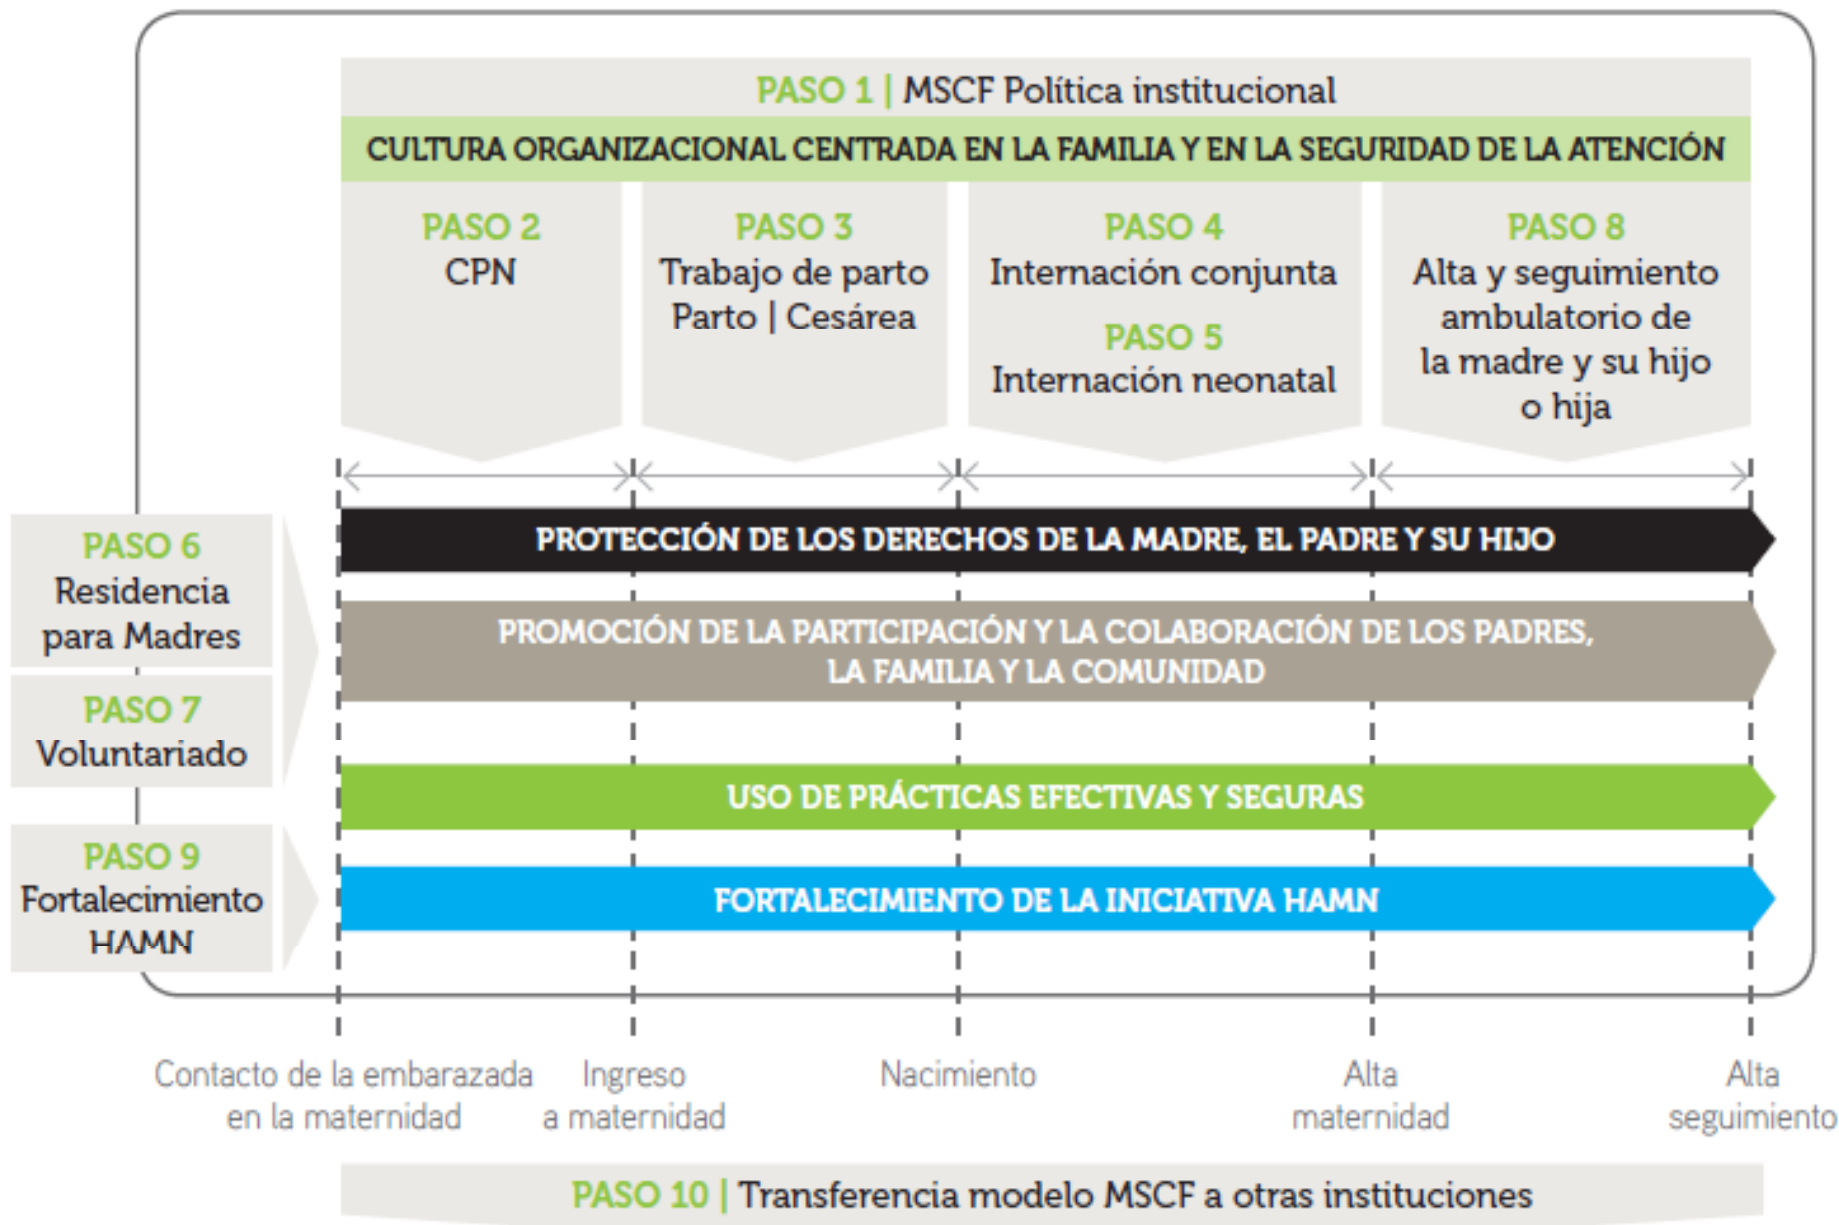 PASO 1 | MSCF Política institucional
CULTURA ORGANIZACIONAL CENTRADA EN LA FAMILIA Y EN LA SEGURIDAD DE LA ATENCIÓN
PASO 2
CPN
PASO 3
Trabajo de parto
Parto | Cesárea
PASO 4
Internación conjunta
PASO 5
Internación neonatal
PASO 8
Alta y seguimiento
ambulatorio de
la madre y su hijo
o hija
PASO 6
Residencia
para Madres
PASO 7
Voluntariado
PASO 9
Fortalecimiento
HAMN
PROTECCIÓN DE LOS DERECHOS DE LA MADRE, EL PADRE Y SU HIJO
PROMOCIÓN DE LA PARTICIPACIÓN Y LA COLABORACIÓN DE LOS PADRES,
LA FAMILIA Y LA COMUNIDAD
USO DE PRÁCTICAS EFECTIVAS Y SEGURAS
FORTALECIMIENTO DE LA INICIATIVA HAMN
Contacto de la embarazada
en la maternidad
Ingreso
a maternidad
Nacimiento
Alta
maternidad
Alta
seguimiento
PASO 10 | Transferencia modelo MSCF a otras instituciones